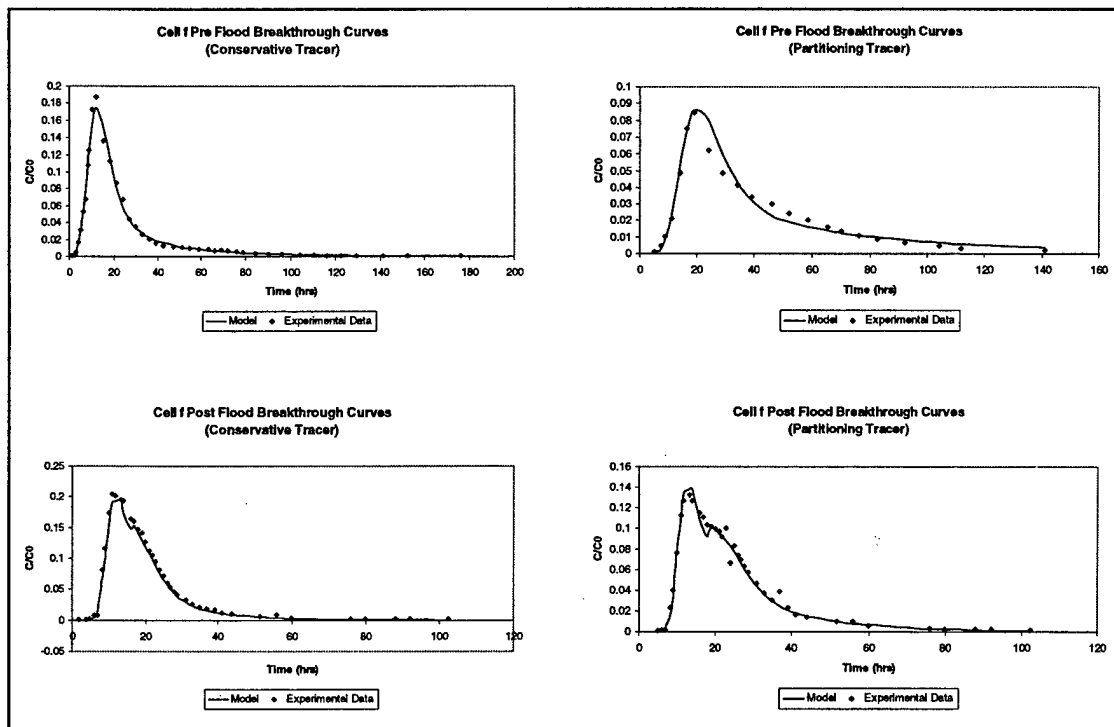 Cell f Pre Flood Breakthrough Curves
(Conservative Tracer)
0.2
0.18
0.16
0.14
0.12
0.1
0.08
0.06
0.04
0.02
0
C/C0
0 20 40 60 80 100 120 140 160 180 200
Time (hrs)
Model Experimental Data
Cell f Pre Flood Breakthrough Curves
(Partitioning Tracer)
0.1
0.09
0.08
0.07
0.06
0.05
0.04
0.03
0.02
0.01
0
C/C0
0 20 40 60 80 100 120 140 160
Time (hrs)
Model Experimental Data
Cell f Post Flood Breakthrough Curves
(Conservative Tracer)
0.25
0.2
0.15
0.1
0.05
0
-0.05
C/C0
0 20 40 60 80 100 120
Time (hrs)
Model Experimental Data
Cell f Post Flood Breakthrough Curves
(Partitioning Tracer)
0.16
0.14
0.12
0.1
0.08
0.06
0.04
0.02
0
C/C0
0 20 40 60 80 100 120
Time (hrs)
Model Experimental Data